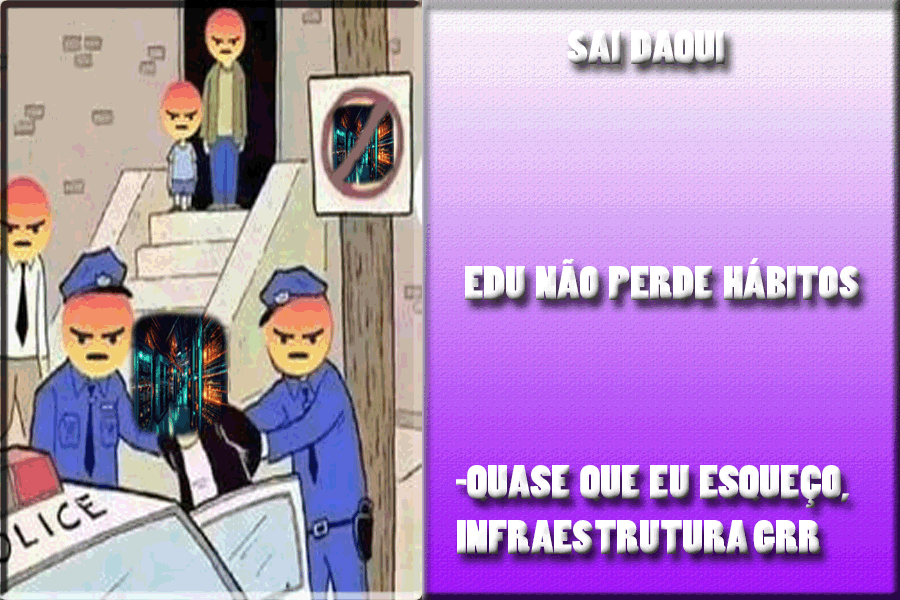 SAI DAQUI
EDU NÃO PERDE HÁBITOS
-QUASE QUE EU ESQUEÇO,
INFRAESTRUTURA GRR
OLICE